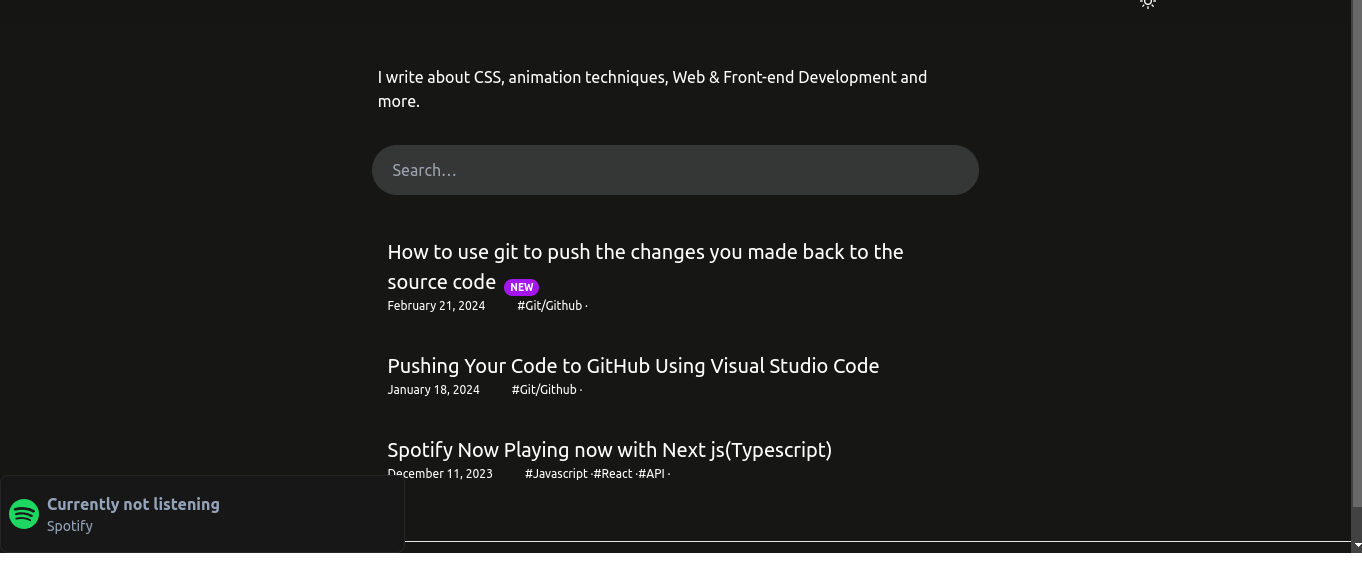 I write about CSS, animation techniques, Web & Front-end Development and
more.
Search...
How to use git to push the changes you made back to the
source code NEW
February 21, 2024 #Git/Github ·
Pushing Your Code to GitHub Using Visual Studio Code
January 18, 2024 #Git/Github ·
Spotify Now Playing now with Next js(Typescript)
December 11, 2023 #Javascript ·#React ·#API ·
Currently not listening
Spotify